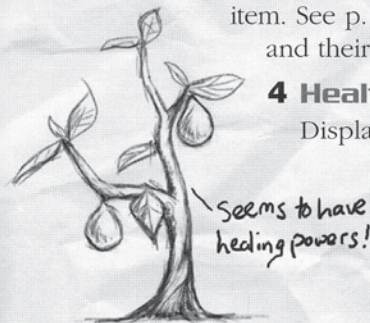 item. See p.
and their
4 Healt
Displa
Seems to have
healing powers!